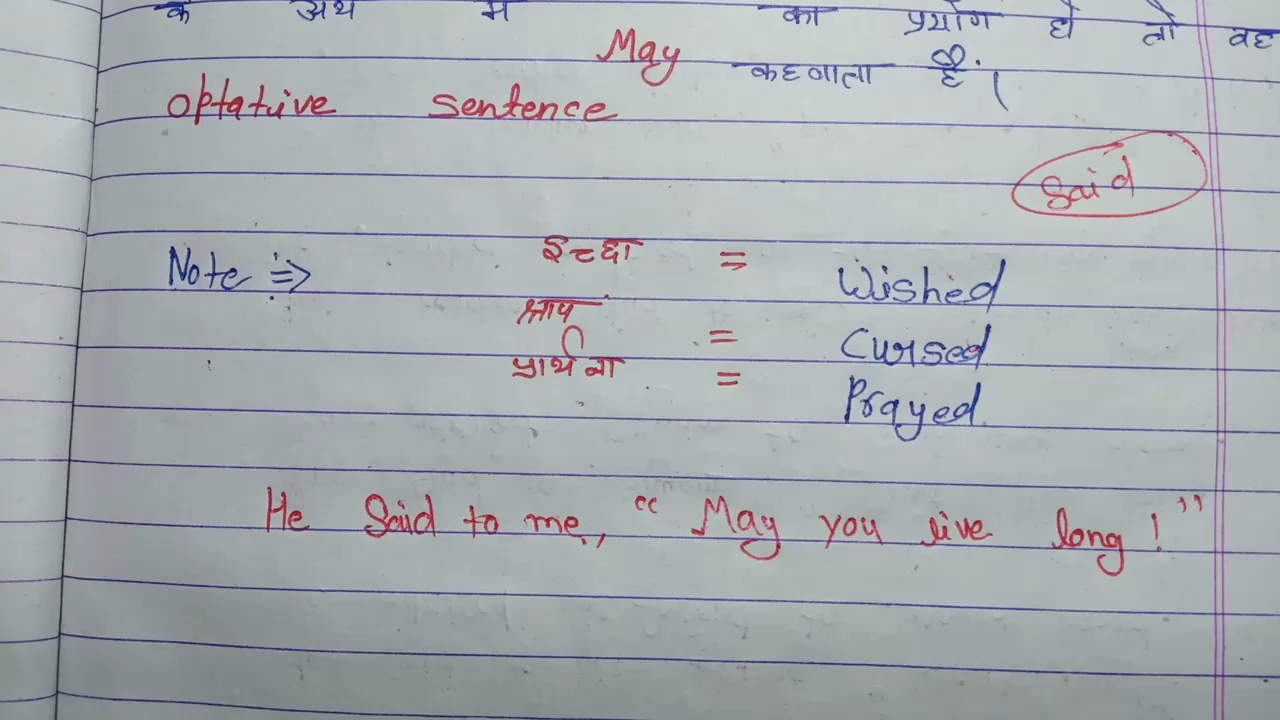 के अर्थ में May का प्रयोग हो तो वह
optative sentence कहलाता है।
Said
Note ⇒ इच्छा = Wished
श्राप = Cursed
प्रार्थना = Prayed
He Said to me, “May you live long!”